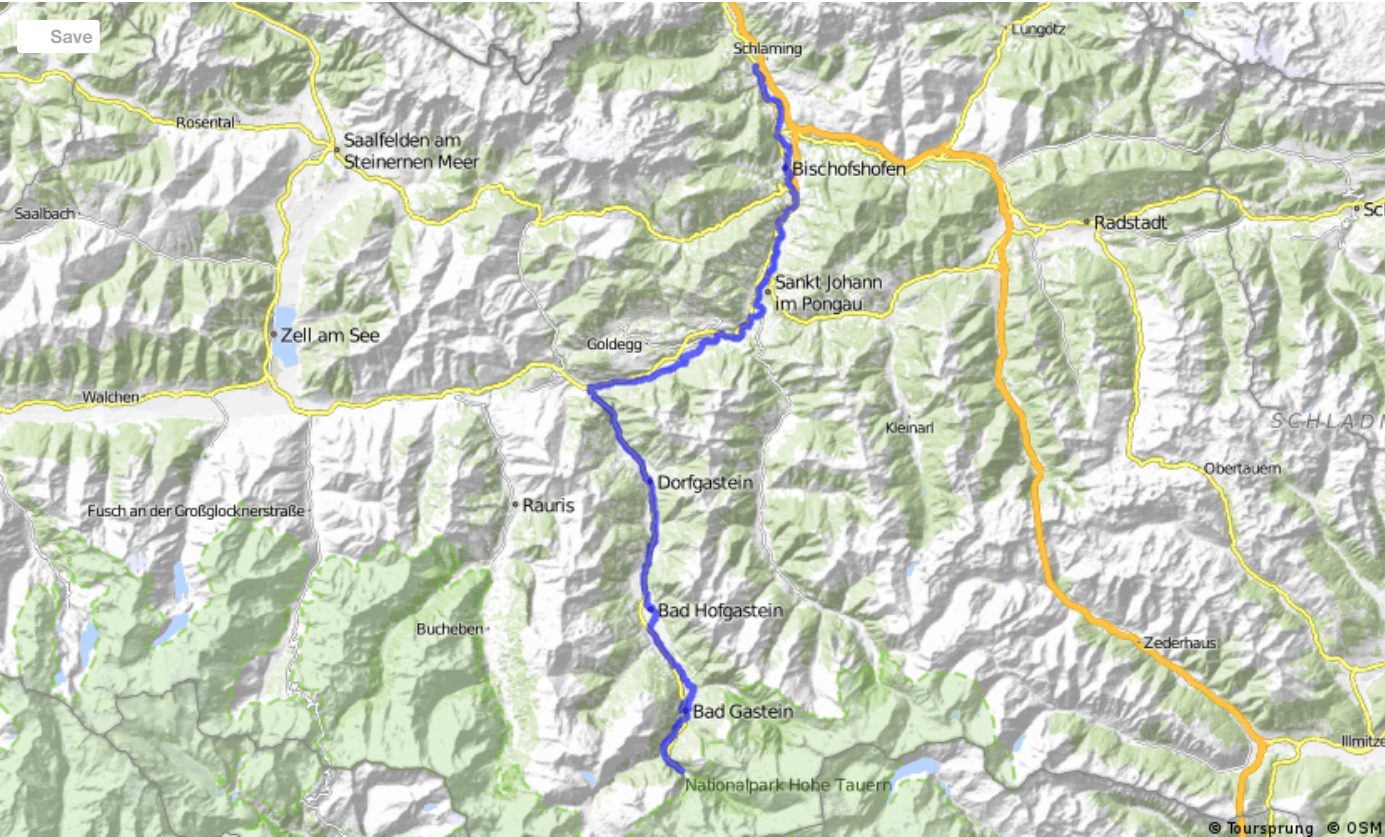 Save
Schlaming
Lungötz
Rosental
Saalfelden am
Steinernen Meer
Bischofshofen
Saalbach
Radstadt
Sc
Sankt Johann
im Pongau
Zell am See
Goldegg
Walchen
Kleinarl
SCHLADM
Obertauern
Dorfgastein
Rauris
Fusch an der Großglocknerstraße
Bad Hofgastein
Bucheben
Zederhaus
Bad Gastein
Illmitze
Nationalpark Hohe Tauern
© Toursprung © OSM